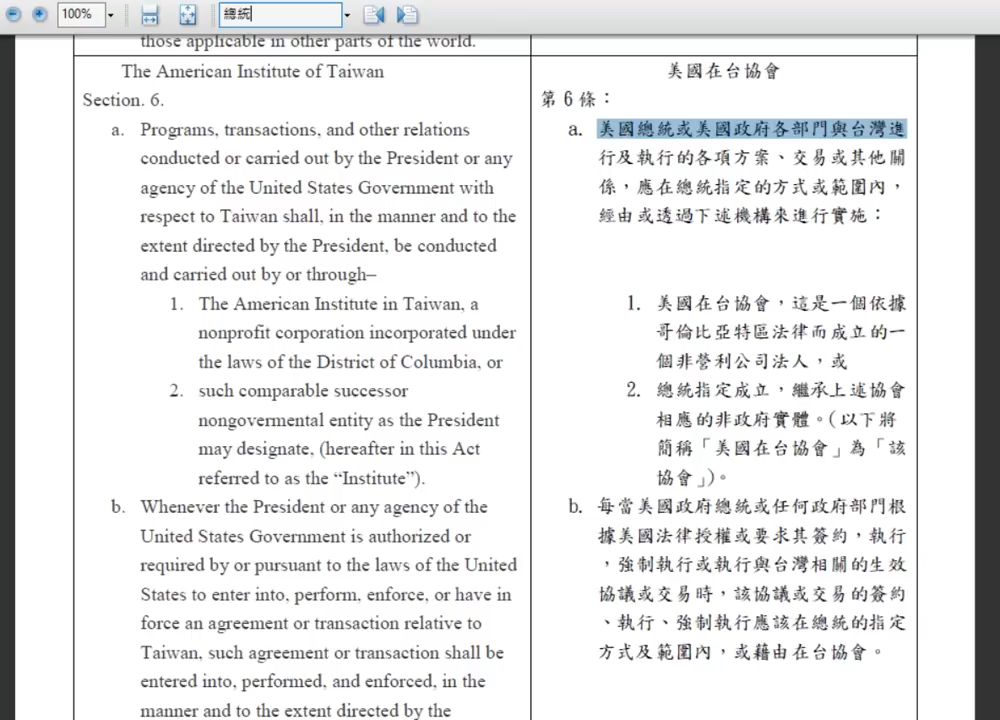 100%
總統
those applicable in other parts of the world.
The American Institute of Taiwan
Section. 6.
a. Programs, transactions, and other relations
conducted or carried out by the President or any
agency of the United States Government with
respect to Taiwan shall, in the manner and to the
extent directed by the President, be conducted
and carried out by or through–
1. The American Institute in Taiwan, a
nonprofit corporation incorporated under
the laws of the District of Columbia, or
2. such comparable successor
nongovermental entity as the President
may designate, (hereafter in this Act
referred to as the “Institute”).
b. Whenever the President or any agency of the
United States Government is authorized or
required by or pursuant to the laws of the United
States to enter into, perform, enforce, or have in
force an agreement or transaction relative to
Taiwan, such agreement or transaction shall be
entered into, performed, and enforced, in the
manner and to the extent directed by the
美國在台協會
第 6 條：
a. 美國總統或美國政府各部門與台灣進
行及執行的各項方案、交易或其他關
係，應在總統指定的方式或範圍內，
經由或透過下述機構來進行實施：
1. 美國在台協會，這是一個依據
哥倫比亞特區法律而成立的一
個非營利公司法人，或
2. 總統指定成立，繼承上述協會
相應的非政府實體。（以下將
簡稱「美國在台協會」為「該
協會」）。
b. 每當美國政府總統或任何政府部門根
據美國法律授權或要求其簽約，執行
，強制執行或執行與台灣相關的生效
協議或交易時，該協議或交易的簽約
、執行、強制執行應該在總統的指定
方式及範圍內，或藉由在台協會。